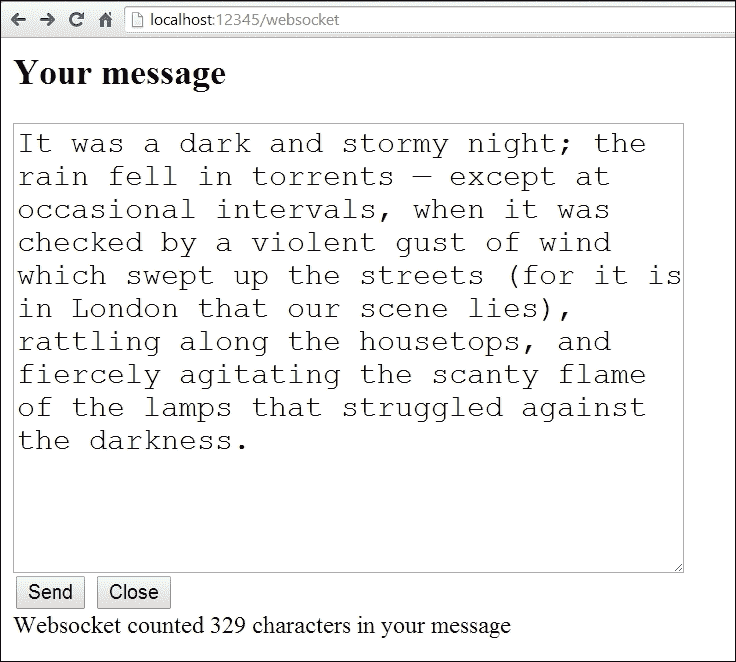 localhost:12345/websocket
Your message
It was a dark and stormy night; the
rain fell in torrents — except at
occasional intervals, when it was
checked by a violent gust of wind
which swept up the streets (for it is
in London that our scene lies),
rattling along the housetops, and
fiercely agitating the scanty flame
of the lamps that struggled against
the darkness.
Send Close
Websocket counted 329 characters in your message